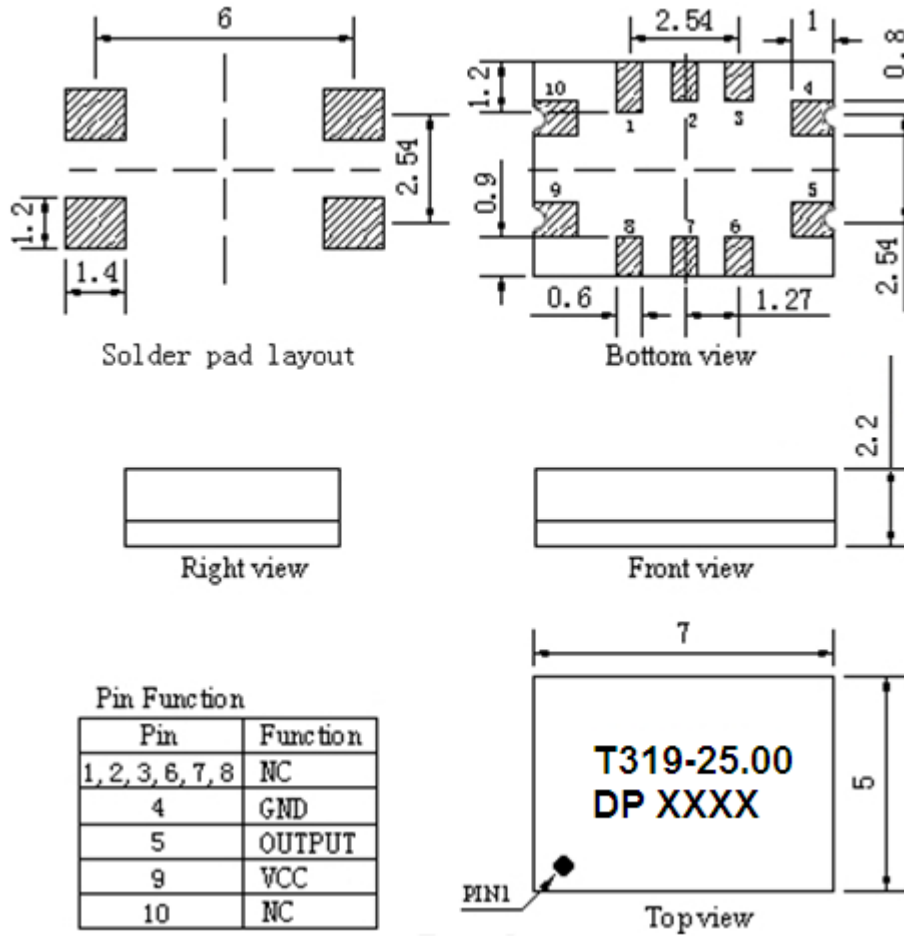 6
2.54
1.2
1.4
Solder pad layout
2.54
1
0.8
1.2
10
1
2
3
4
0.9
9
8
7
6
5
2.54
0.6
1.27
Bottom view
Right view
2.2
Front view
Pin Function
Pin Function
1, 2, 3, 6, 7, 8 NC
4 GND
5 OUTPUT
9 VCC
10 NC
7
T319-25.00
DP XXXX
5
PIN1
Top view